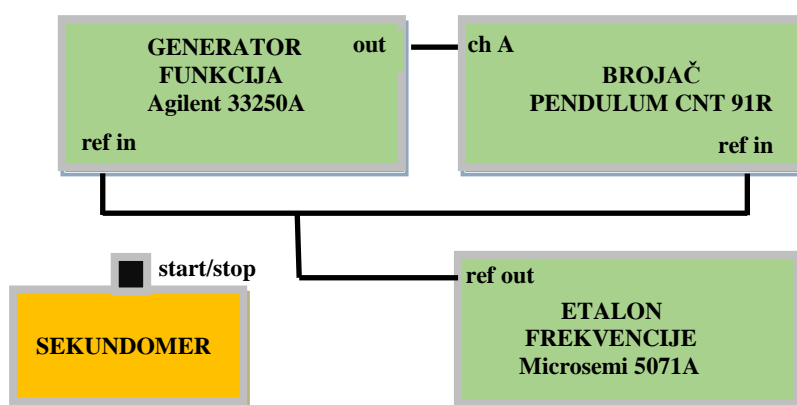 GENERATOR
FUNKCIJA
Agilent 33250A
out
ref in
ch A
BROJAČ
PENDULUM CNT 91R
ref in
start/stop
SEKUNDOMER
ref out
ETALON
FREKVENCIJE
Microsemi 5071A